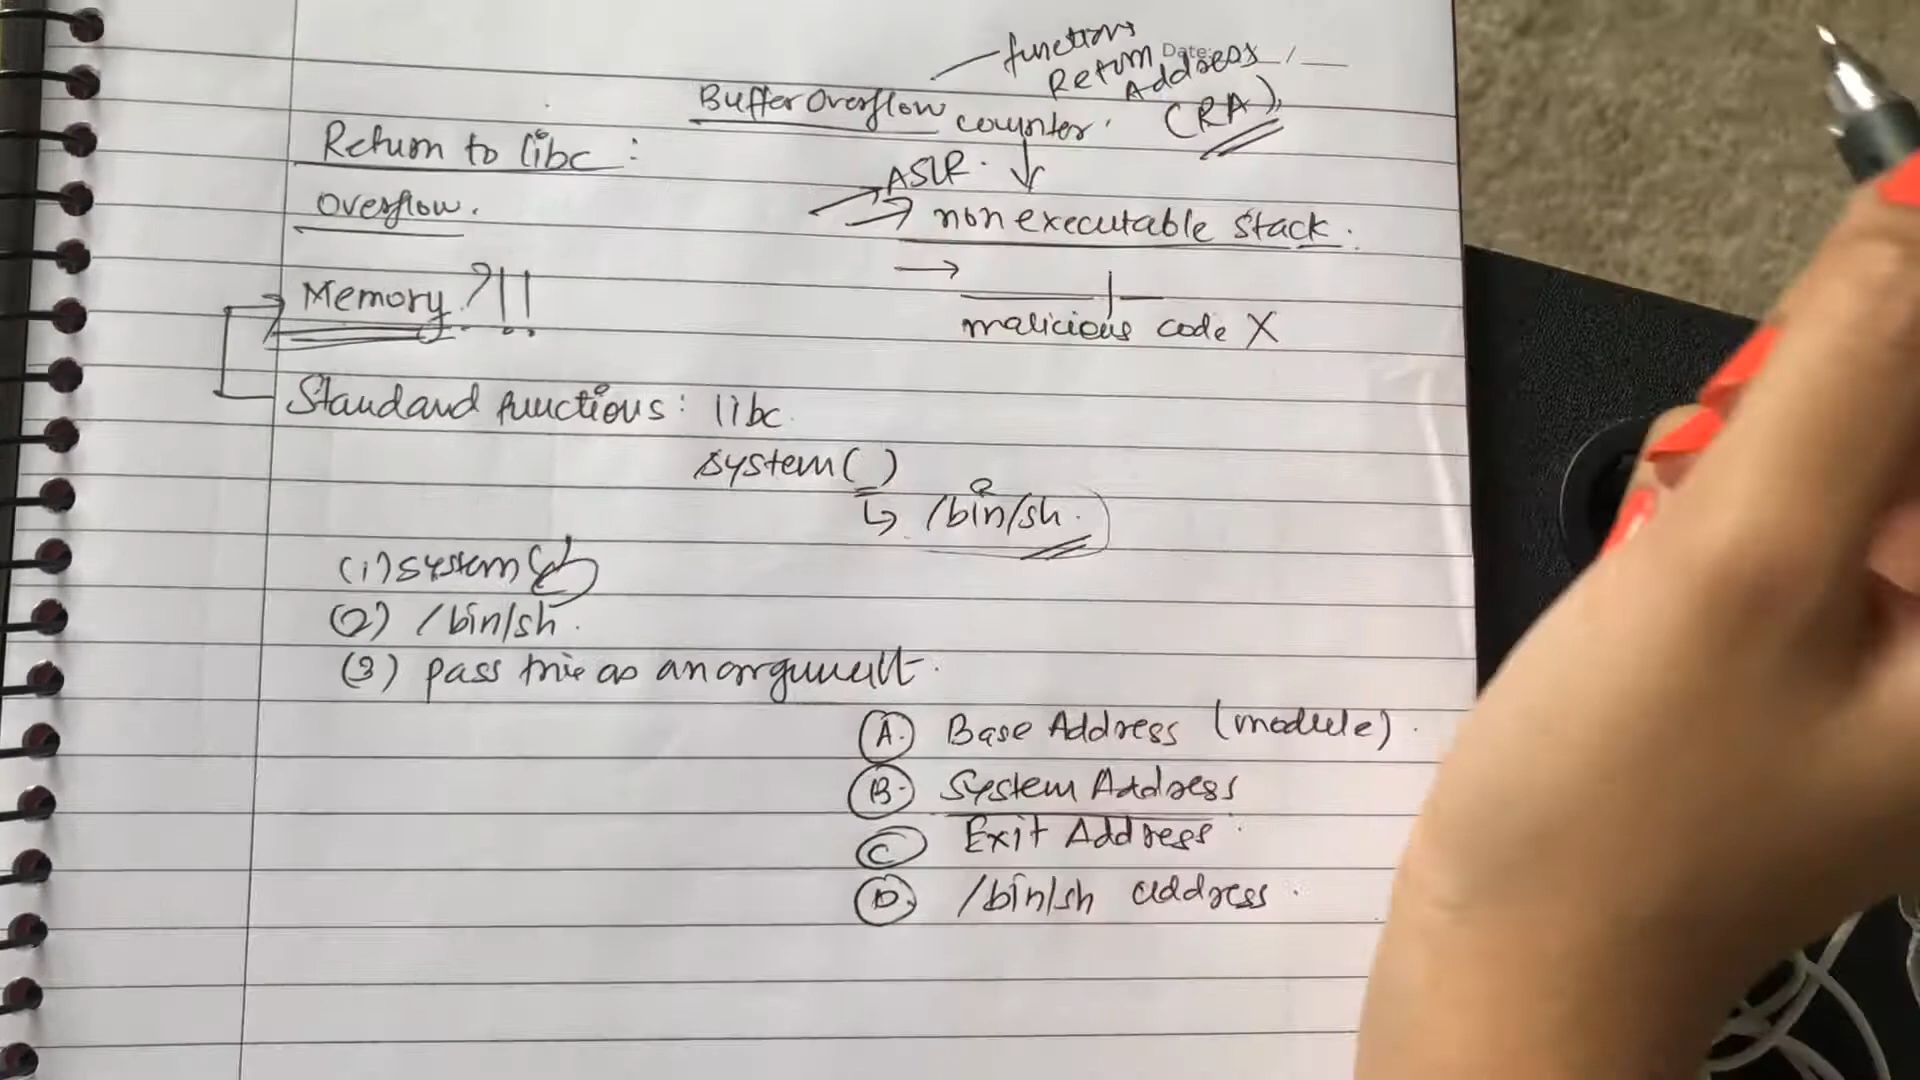 functions
Return Date: / __
Address
(RA),
Buffer Overflow counter.
Return to libc :
ASLR.
overflow.
non executable stack.
Memory ?!!
malicious code X
Standard functions: libc.
system( )
/bin/sh.
(1) system( )
(2) /bin/sh.
(3) pass this as an argument.
A. Base Address (module).
B. System Address
C Exit Address.
D. /bin/sh address.